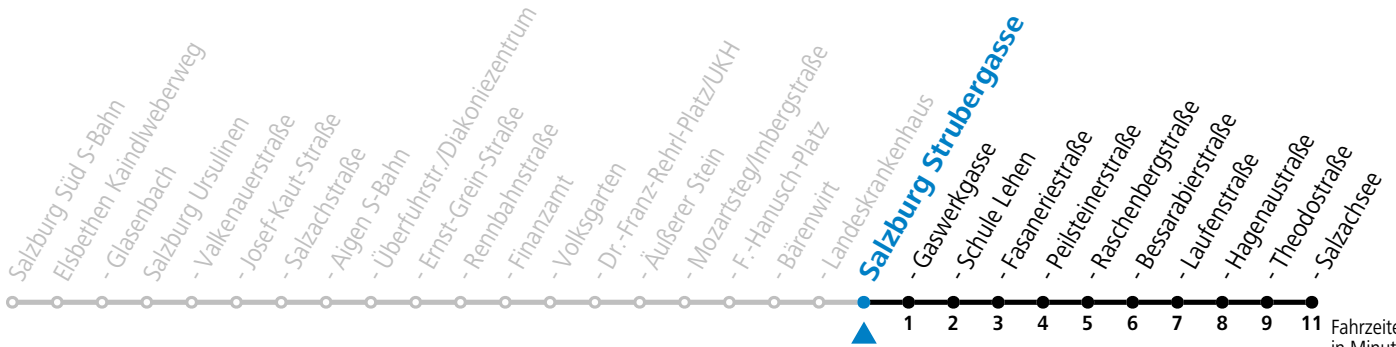 Salzburg Süd S-Bahn
Elsbethen Kaindlweberweg
- Glasenbach
Salzburg Ursulinen
- Valkenauerstraße
- Josef-Kaut-Straße
- Salzachstraße
- Aigen S-Bahn
- Überfuhrstr./Diakoniezentrum
- Ernst-Grein-Straße
- Rennbahnstraße
- Finanzamt
- Volksgarten
- Dr.-Franz-Rehrl-Platz/UKH
- Äußerer Stein
- Mozartsteg/Imbergstraße
- F.-Hanusch-Platz
- Bärenwirt
- Landeskrankenhaus
Salzburg Strubergasse
- Gaswerkgasse
- Schule Lehen
- Fasaneriestraße
- Peilsteinerstraße
- Raschenbergstraße
- Bessarabierstraße
- Laufenstraße
- Hagenaustraße
- Theodostraße
- Salzachsee
1 2 3 4 5 6 7 8 9 11
Fahrzeite
in Minut